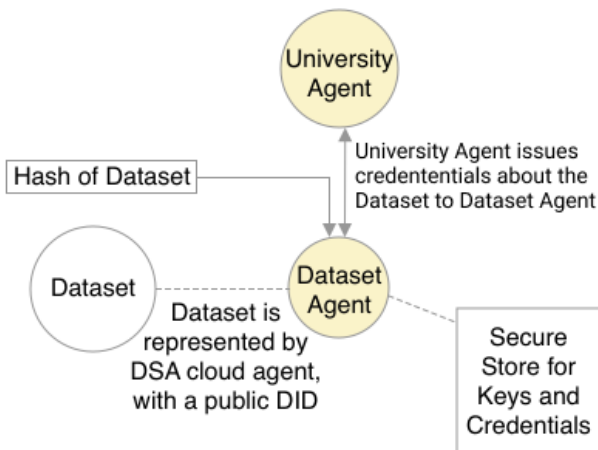 University
Agent
University Agent issues
credententials about the
Dataset to Dataset Agent
Hash of Dataset
Dataset
Dataset
Agent
Dataset is
represented by
DSA cloud agent,
with a public DID
Secure
Store for
Keys and
Credentials